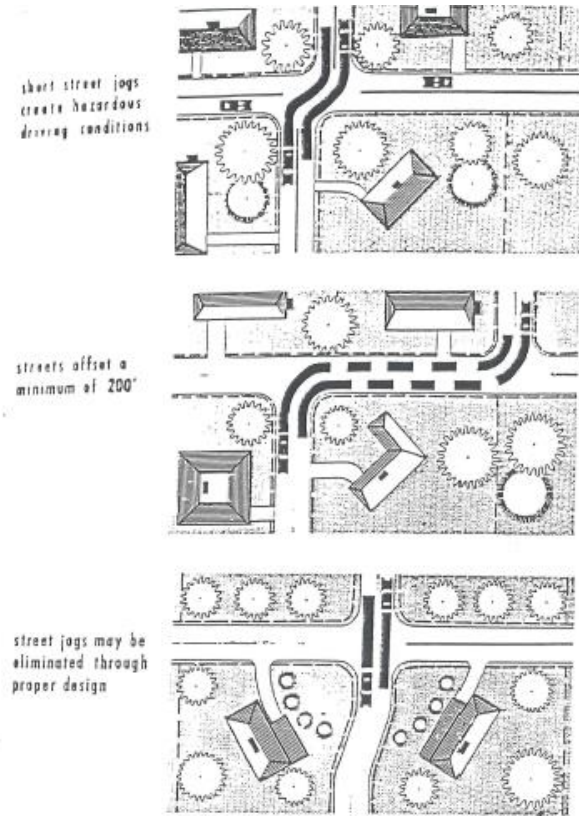 short street jogs
create hazardous
driving conditions
streets offset a
minimum of 200'
street jogs may be
eliminated through
proper design